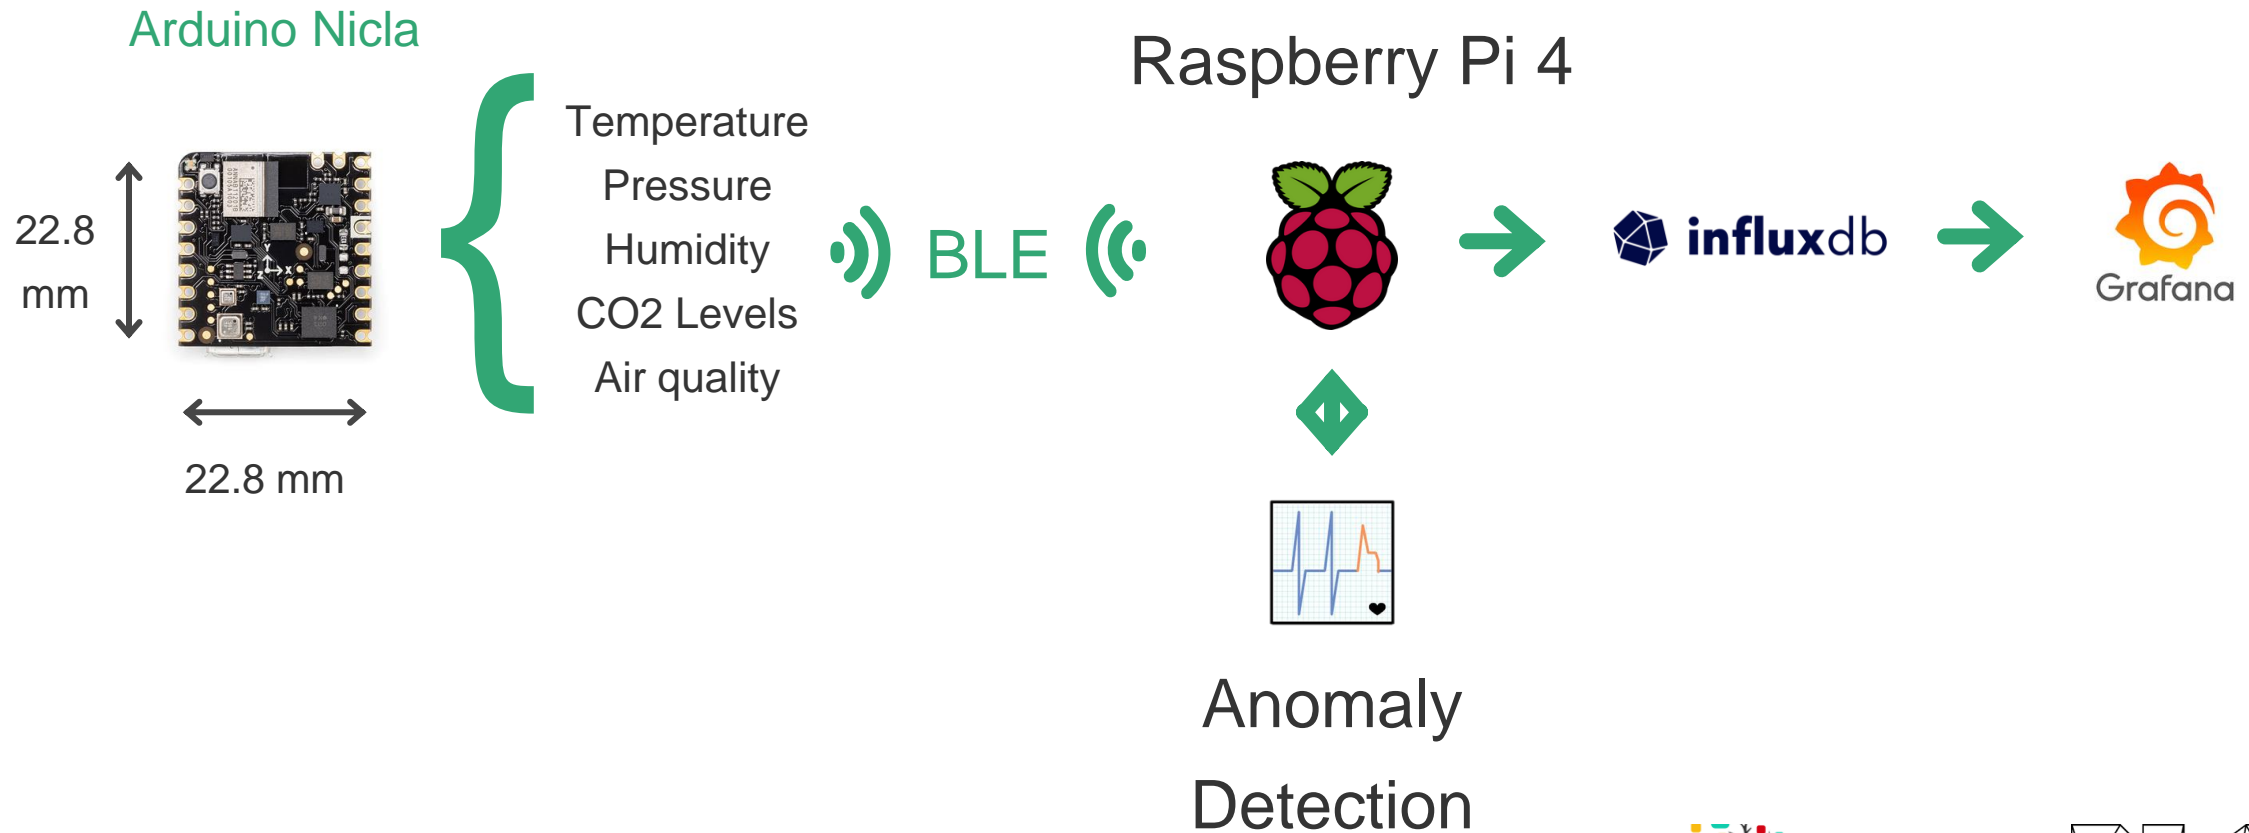 Arduino Nicla
22.8
mm
22.8 mm
Temperature
Pressure
Humidity
CO2 Levels
Air quality
BLE
Raspberry Pi 4
influxdb
Grafana
Anomaly
Detection